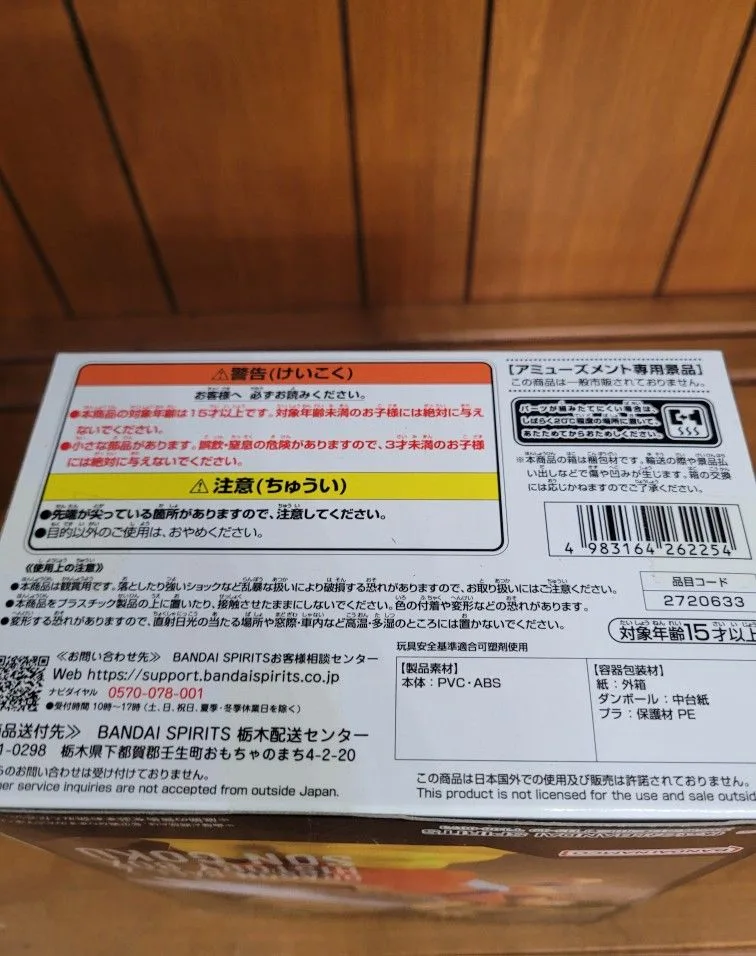 ⚠警告(けいこく)
お客様へ 必ずお読みください。
●本商品の対象年齢は15才以上です。対象年齢未満のお子様には絶対に与え
ないでください。
●小さな部品があります。誤飲・窒息の危険がありますので、3才未満のお子様
には絶対に与えないでください。
⚠注意(ちゅうい)
●先端が尖っている箇所がありますので、注意してください。
●目的以外のご使用は、おやめください。
【アミューズメント専用景品】
この商品は一般市販されておりません。
パーツが組みたてにくい場合は、
しばらく20℃程度の場所に置いて、
あたためてからおためしください。
※本商品の箱は梱包材です。輸送の際や景品払
い出しなどで傷や凹みが生じます。箱の交換
には応じかねますのでご了承ください。
4 983164 262254
品目コード
2720633
対象年齢15才以上
《使用上の注意》
●本商品は観賞用です。落としたり強いショックなど乱暴な扱いにより破損する恐れがありますので、お取り扱いにはご注意ください。
●本商品をプラスチック製品の上に置いたり、接触させたままにしないでください。色の付着や変形などの恐れがあります。
●変形する恐れがありますので、直射日光の当たる場所や窓際・車内など高温・多湿のところには置かないでください。
≪お問い合わせ先≫ BANDAI SPIRITSお客様相談センター
Web https://support.bandaispirits.co.jp
ナビダイヤル 0570-078-001
●受付時間 10時〜17時(土、日、祝日、夏季・冬季休業日を除く)
品送付先≫ BANDAI SPIRITS 栃木配送センター
1-0298 栃木県下都賀郡壬生町おもちゃのまち4-2-20
らのお問い合わせは受け付けておりません。
er service inquiries are not accepted from outside Japan.
玩具安全基準適合可塑剤使用
【製品素材】
本体：PVC・ABS
【容器包装材】
紙：外箱
ダンボール：中台紙
プラ：保護材 PE
この商品は日本国外での使用及び販売は許諾されておりません。
This product is not licensed for the use and sale outsid
SON GOKU
BANDAI NAMCO